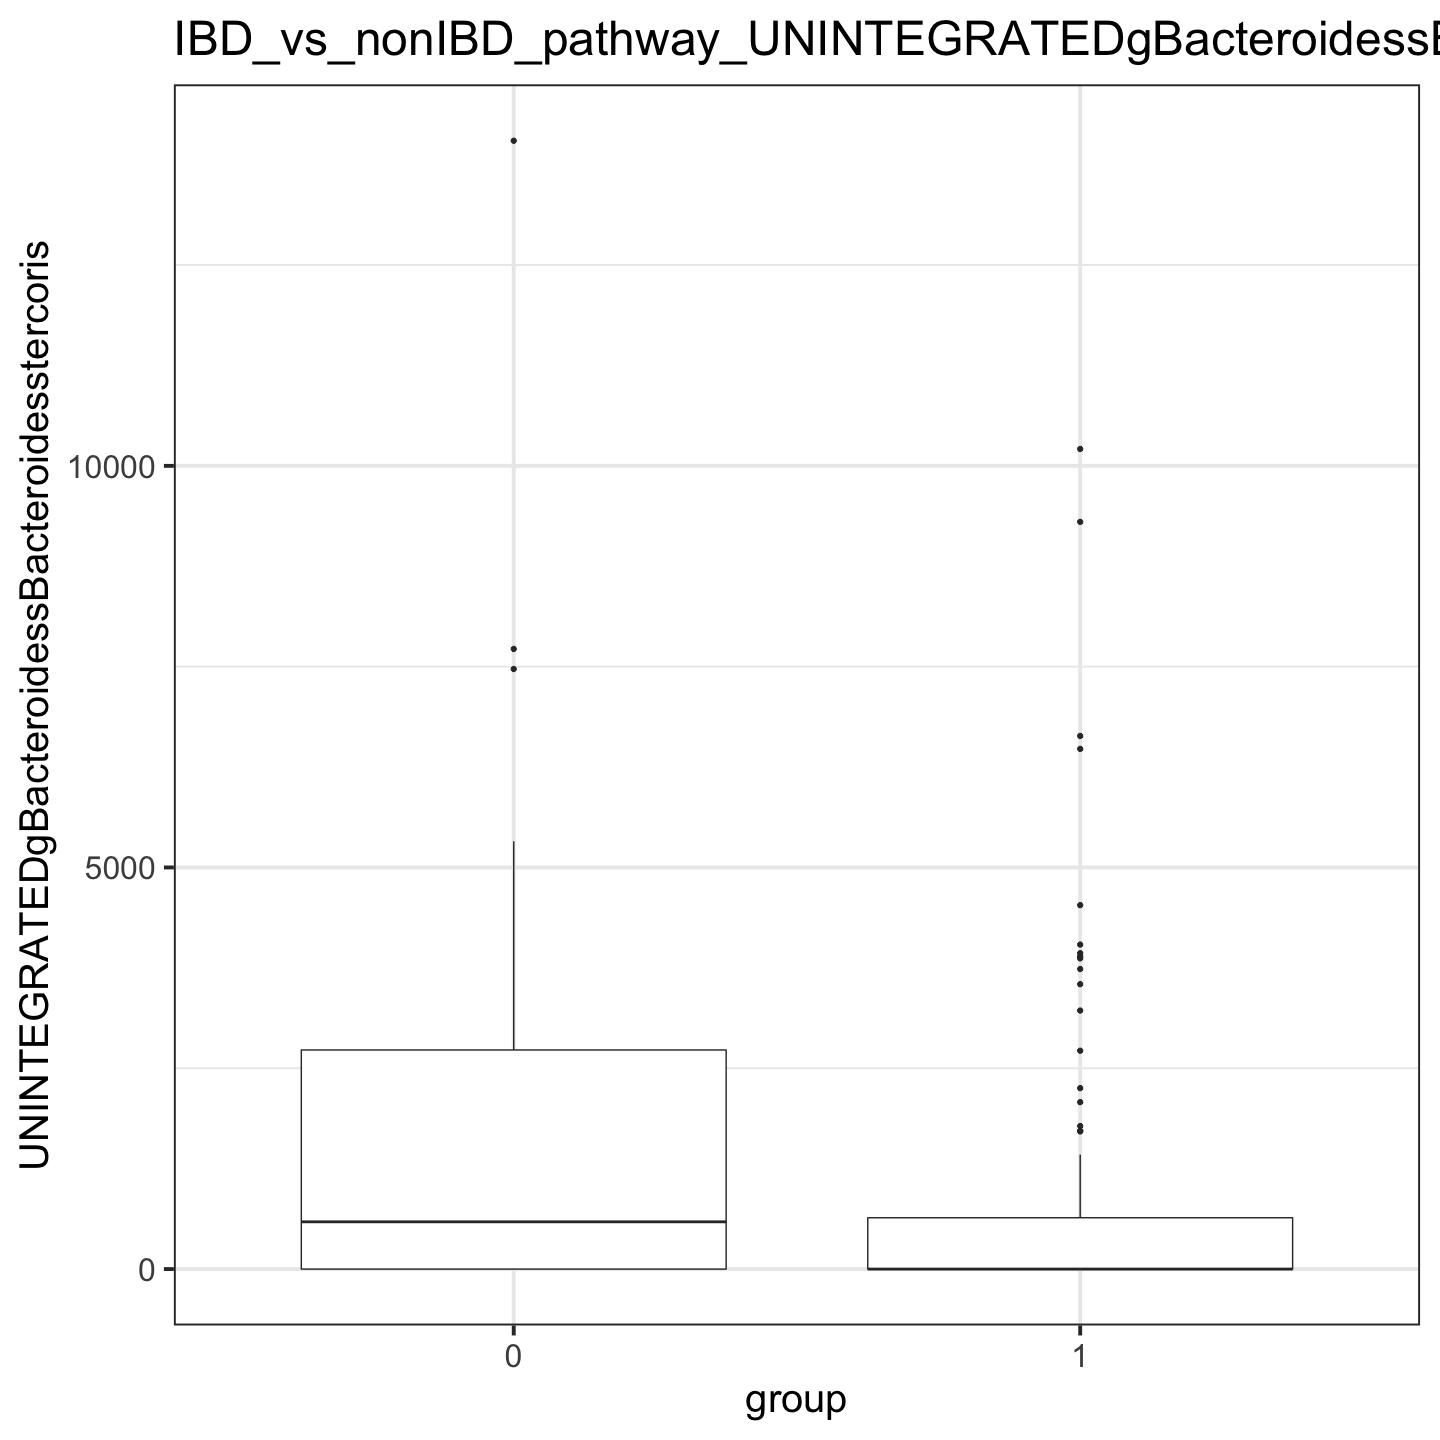 IBD_vs_nonIBD_pathway_UNINTEGRATEDgBacteroidessB
UNINTEGRATEDgBacteroidessBacteroidesstercoris
10000
5000
0
0 1
group